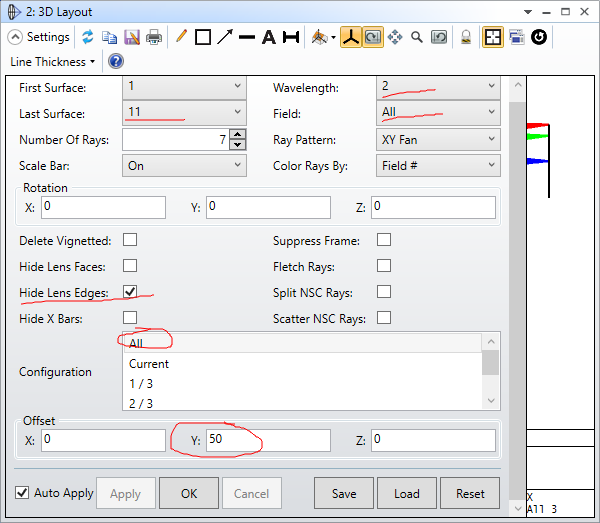 2: 3D Layout
Settings
Line Thickness
First Surface: 1 Wavelength: 2
Last Surface: 11 Field: All
Number Of Rays: 7 Ray Pattern: XY Fan
Scale Bar: On Color Rays By: Field #
Rotation
X: 0 Y: 0 Z: 0
Delete Vignetted: Suppress Frame:
Hide Lens Faces: Fletch Rays:
Hide Lens Edges: Split NSC Rays:
Hide X Bars: Scatter NSC Rays:
All
Current
Configuration
1 / 3
2 / 3
Offset
X: 0 Y: 50 Z: 0
Auto Apply Apply OK Cancel Save Load Reset
X
All 3